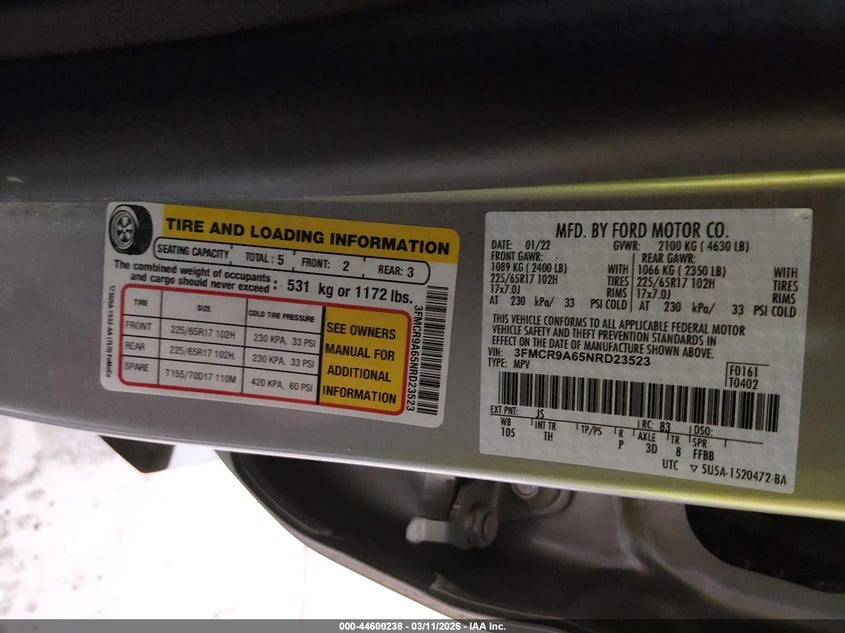 TIRE AND LOADING INFORMATION
SEATING CAPACITY TOTAL : 5 FRONT: 2 REAR: 3
The combined weight of occupants
and cargo should never exceed : 531 kg or 1172 lbs.
TIRE SIZE COLD TIRE PRESSURE
FRONT 225/65R17 102H 230 KPA, 33 PSI
REAR 225/65R17 102H 230 KPA, 33 PSI
SPARE T155/70D17 110M 420 KPA, 60 PSI
SEE OWNERS
MANUAL FOR
ADDITIONAL
INFORMATION
3FMCR9A65NRD23523
MFD. BY FORD MOTOR CO.
DATE: 01/22 GVWR: 2100 KG ( 4630 LB)
FRONT GAWR: REAR GAWR:
1089 KG ( 2400 LB) WITH 1066 KG ( 2350 LB) WITH
225/65R17 102H TIRES 225/65R17 102H TIRES
17x7.0J RIMS 17x7.0J RIMS
AT 230 kPa/ 33 PSI COLD AT 230 kPa/ 33 PSI COLD
THIS VEHICLE CONFORMS TO ALL APPLICABLE FEDERAL MOTOR
VEHICLE SAFETY AND THEFT PREVENTION STANDARDS IN
EFFECT ON THE DATE OF MANUFACTURE SHOWN ABOVE.
VIN: 3FMCR9A65NRD23523
TYPE: MPV
F0161
T0402
EXT PNT: JS RC: 83 DSO:
WB INT TR TP/PS R AXLE TR SPR
105 TH P 3D 8 FFBB
UTC ▽ 5U5A-1520472-BA
000-44600238 - 03/11/2026 - IAAI.COM